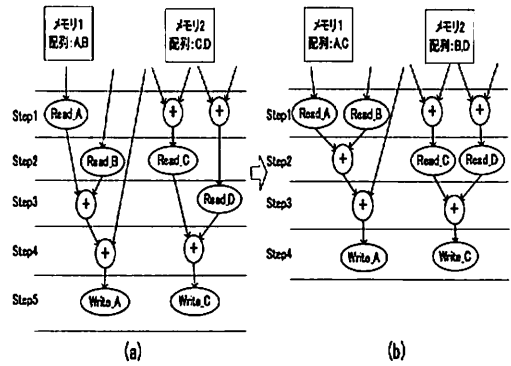 メモリ1
配列:A,B
メモリ2
配列:C,D
Step1
Read_A
+
+
Step2
Read_B
Read_C
Step3
+
Read_D
Step4
+
+
Step5
Write_A
Write_C
(a)
メモリ1
配列:A,C
メモリ2
配列:B,D
Step1
Read_A
Read_B
+
+
Step2
+
Read_C
Read_D
Step3
+
+
Step4
Write_A
Write_C
(b)